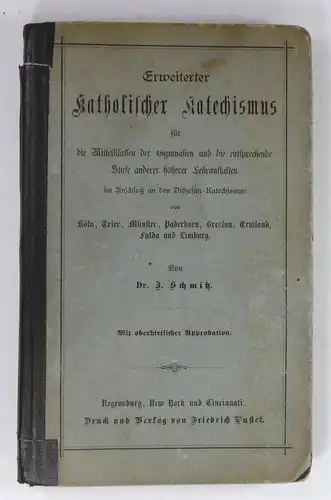 Erweiterter
Katholischer Katechismus
für
die Mittelklassen der Gymnasien und die entsprechende
Stufe anderer höherer Lehranstalten
im Anschluß an den Diözesan-Katechismus
von
Köln, Trier, Münster, Paderborn, Breslau, Ermland,
Fulda und Limburg.
Von
Dr. J. Schmitz.
Mit oberhirtlicher Approbation.
Regensburg, New York und Cincinnati.
Druck und Verlag von Friedrich Pustet.